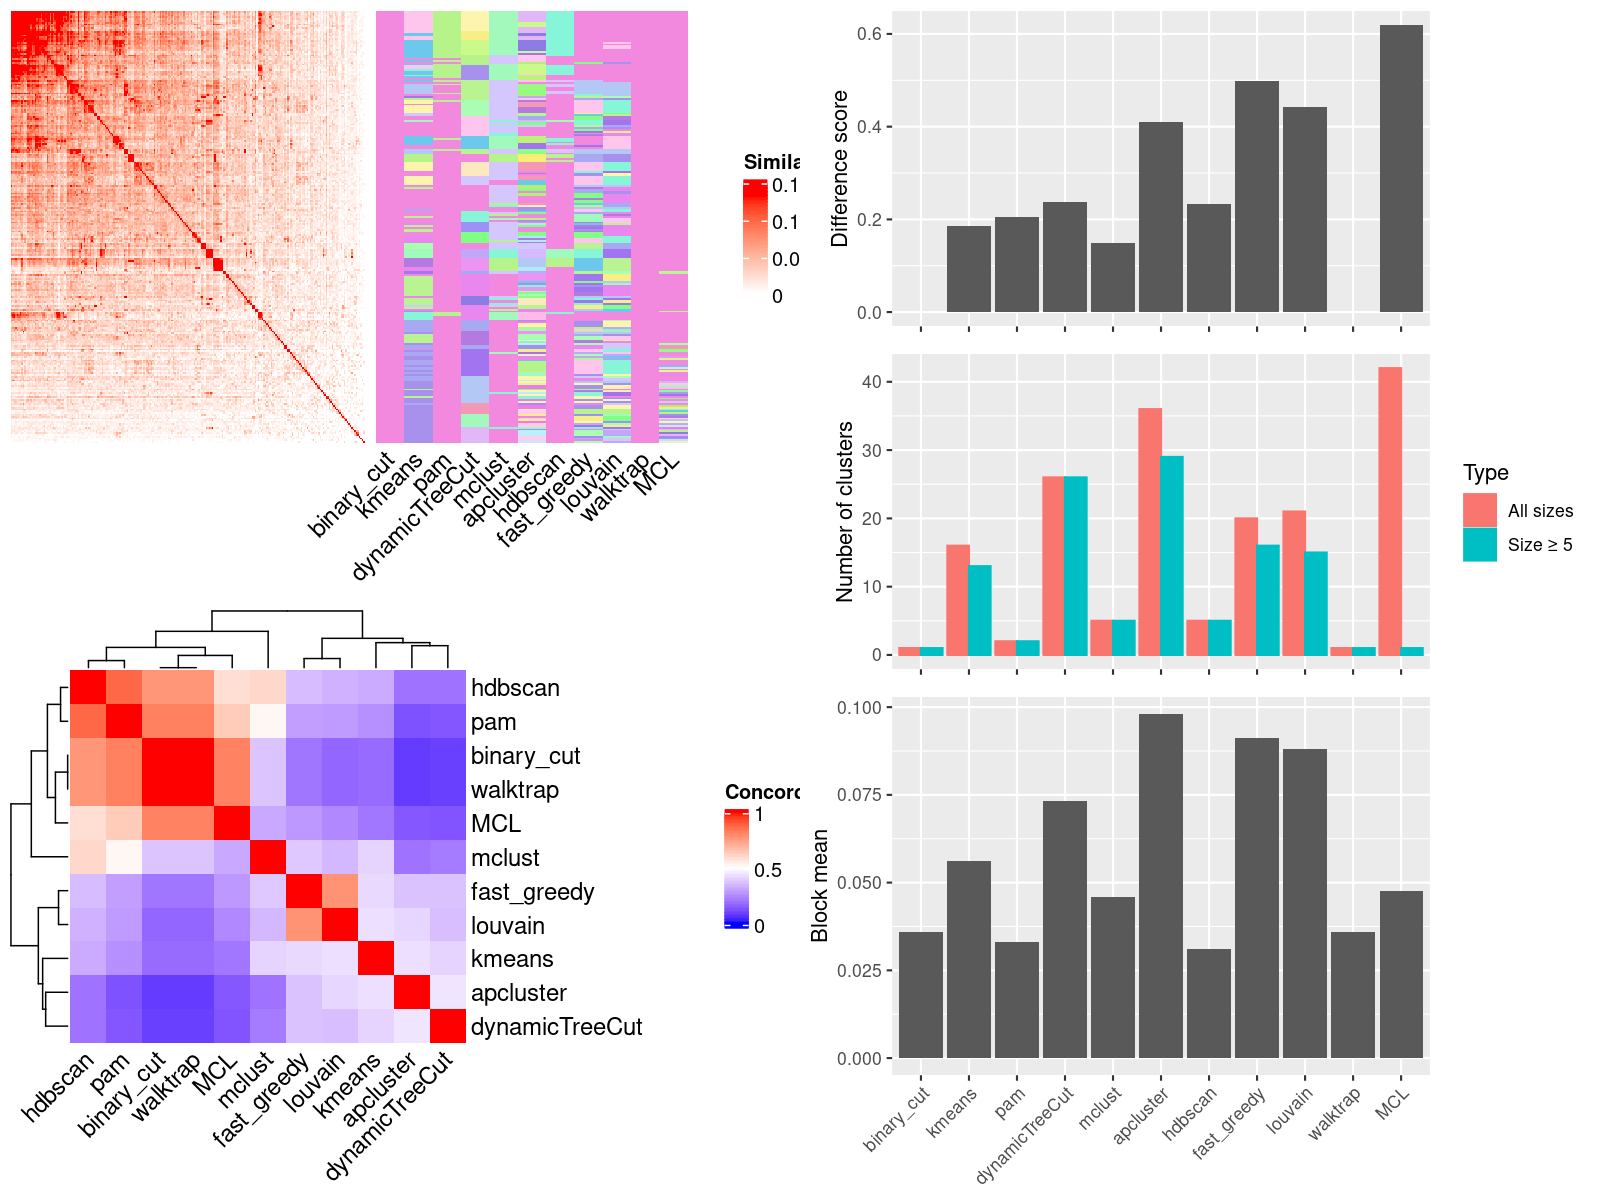 Simila
0.1
0.1
0.0
0
binary_cut
kmeans
pam
dynamicTreeCut
mclust
apcluster
hdbscan
fast_greedy
louvain
walktrap
MCL
hdbscan
pam
binary_cut
walktrap
MCL
mclust
fast_greedy
louvain
kmeans
apcluster
dynamicTreeCut
hdbscan
pam
binary_cut
walktrap
MCL
mclust
fast_greedy
louvain
kmeans
apcluster
dynamicTreeCut
Concord
1
0.5
0
Difference score
0.6
0.4
0.2
0.0
Number of clusters
40
30
20
10
0
Type
All sizes
Size ≥ 5
Block mean
0.100
0.075
0.050
0.025
0.000
binary_cut
kmeans
pam
dynamicTreeCut
mclust
apcluster
hdbscan
fast_greedy
louvain
walktrap
MCL